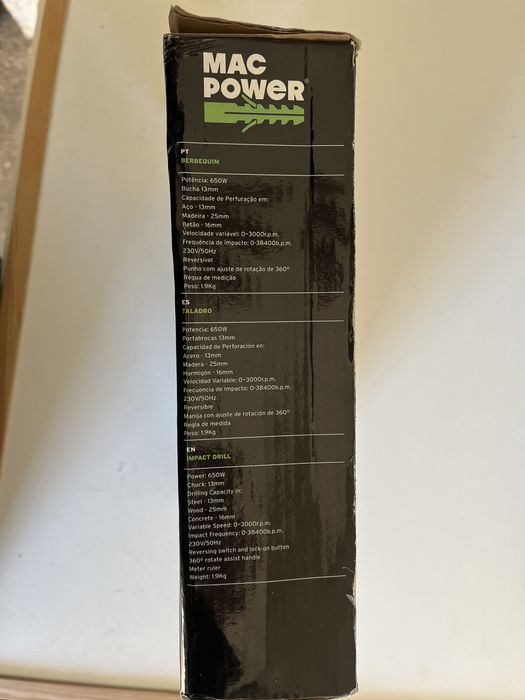 MAC
POWER®
PT
BERBEQUIM
Potência: 650W
Bucha 13mm
Capacidade de Perfuração em:
Aço - 13mm
Madeira - 25mm
Betão - 16mm
Velocidade variável: 0~3000r.p.m.
Frequência de impacto: 0-38400b.p.m.
230V/50Hz
Reversível
Punho com ajuste de rotação de 360º
Régua de medição
Peso: 1.9Kg
ES
TALADRO
Potencia: 650W
Portabrocas 13mm
Capacidad de Perforación en:
Acero - 13mm
Madera - 25mm
Hormigón - 16mm
Velocidad Variable: 0~3000r.p.m.
Frecuencia de Impacto: 0-38400b.p.m.
230V/50Hz
Reversible
Manija con ajuste de rotación de 360º
Regla de medida
Peso: 1.9Kg
EN
IMPACT DRILL
Power: 650W
Chuck: 13mm
Drilling Capacity in:
Steel - 13mm
Wood - 25mm
Concrete - 16mm
Variable Speed: 0~3000r.p.m.
Impact Frequency: 0-38400b.p.m.
230V/50Hz
Reversing switch and lock-on button
360º rotate assist handle
Meter ruler
Weight: 1.9Kg